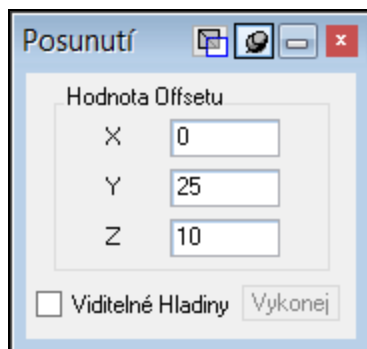 Posunutí
Hodnota Offsetu
X 0
Y 25
Z 10
Viditelné Hladiny Vykonej